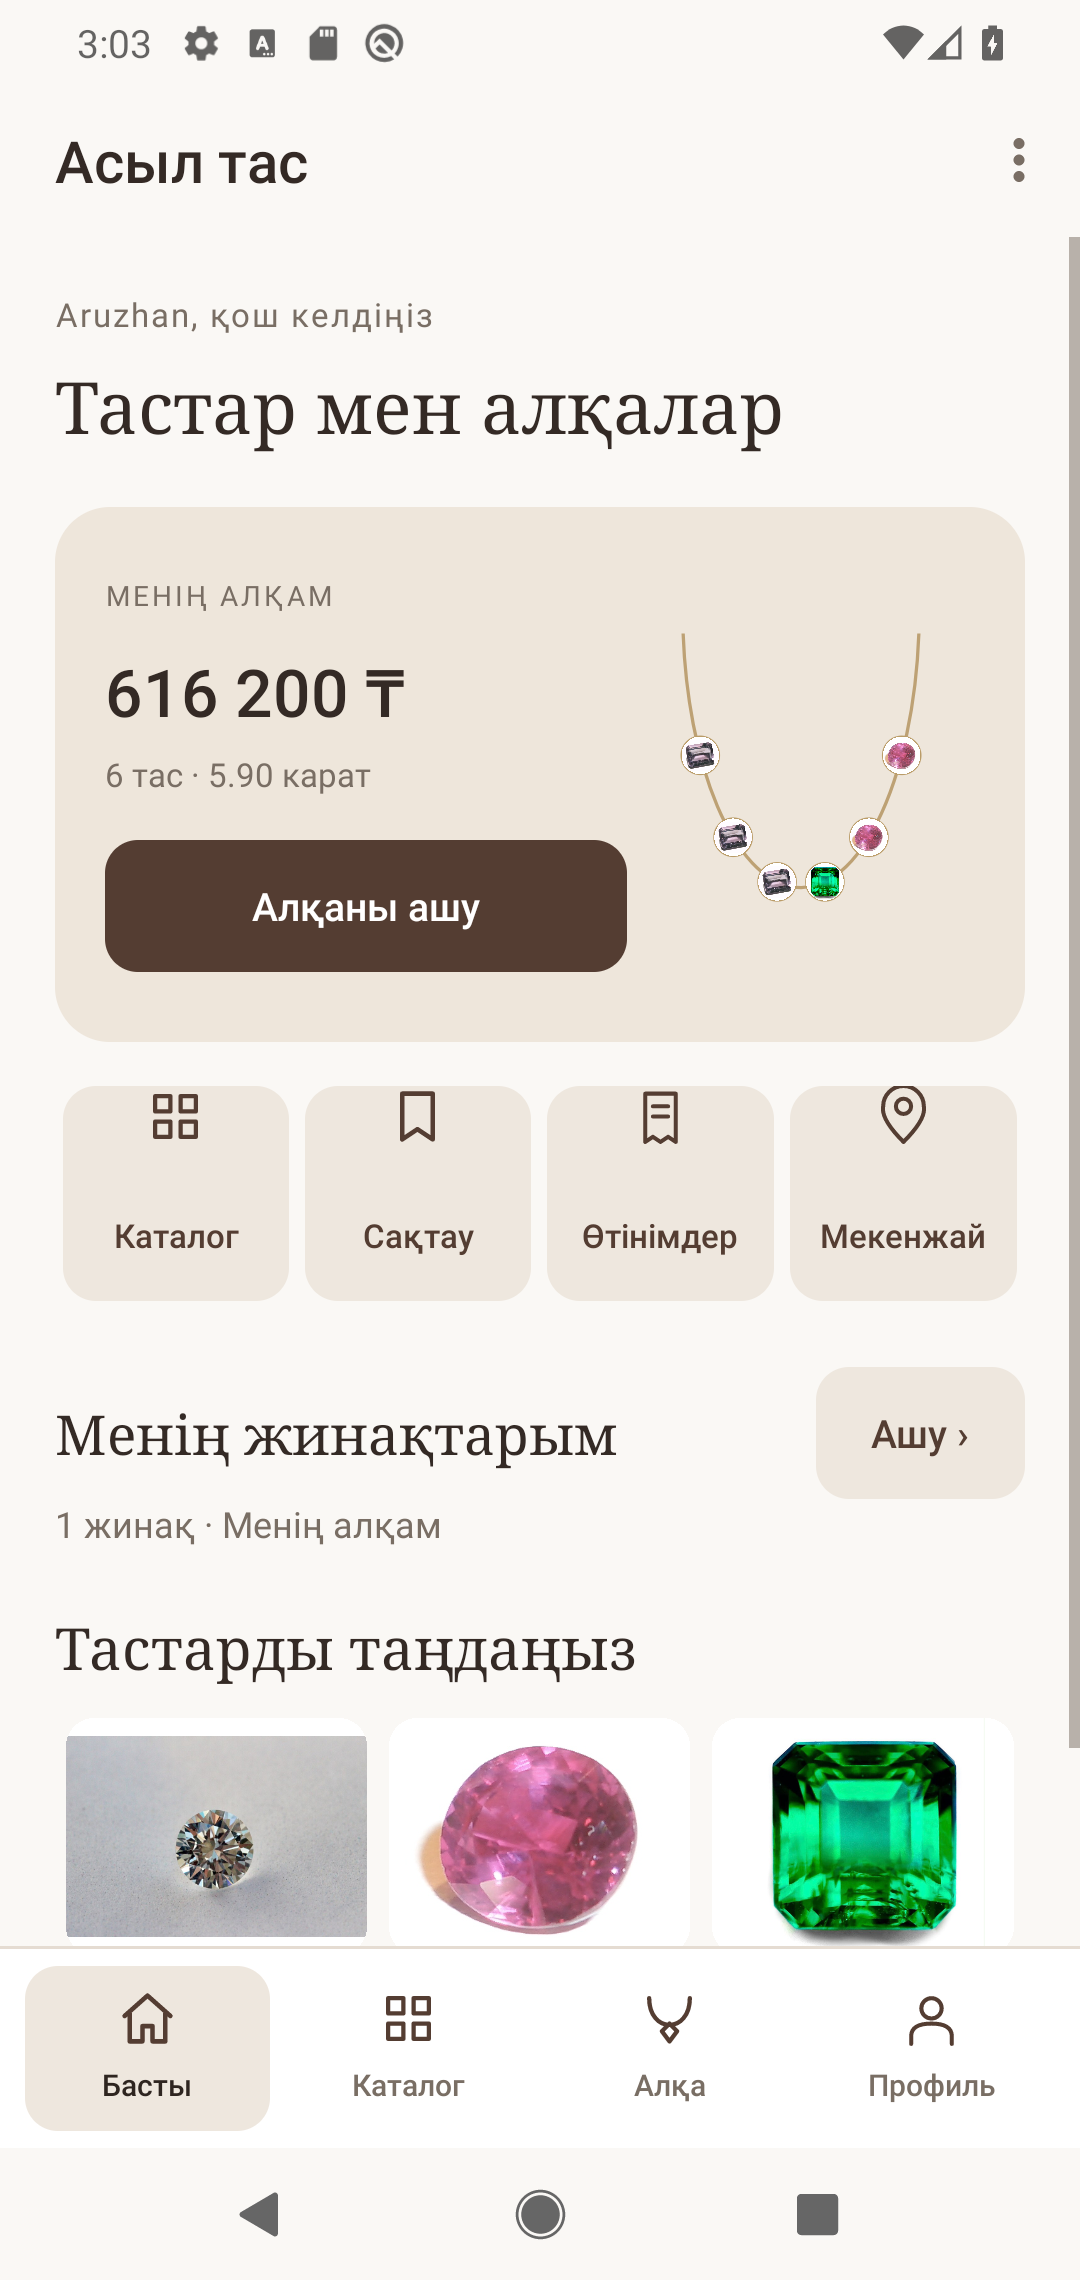 3:03
Асыл тас
Aruzhan, қош келдіңіз
Тастар мен алқалар
МЕНІҢ АЛҚАМ
616 200 ₸
6 тас · 5.90 карат
Алқаны ашу
Каталог
Сақтау
Өтінімдер
Мекенжай
Менің жинақтарым
Ашу ›
1 жинақ · Менің алқам
Тастарды таңдаңыз
Басты
Каталог
Алқа
Профиль